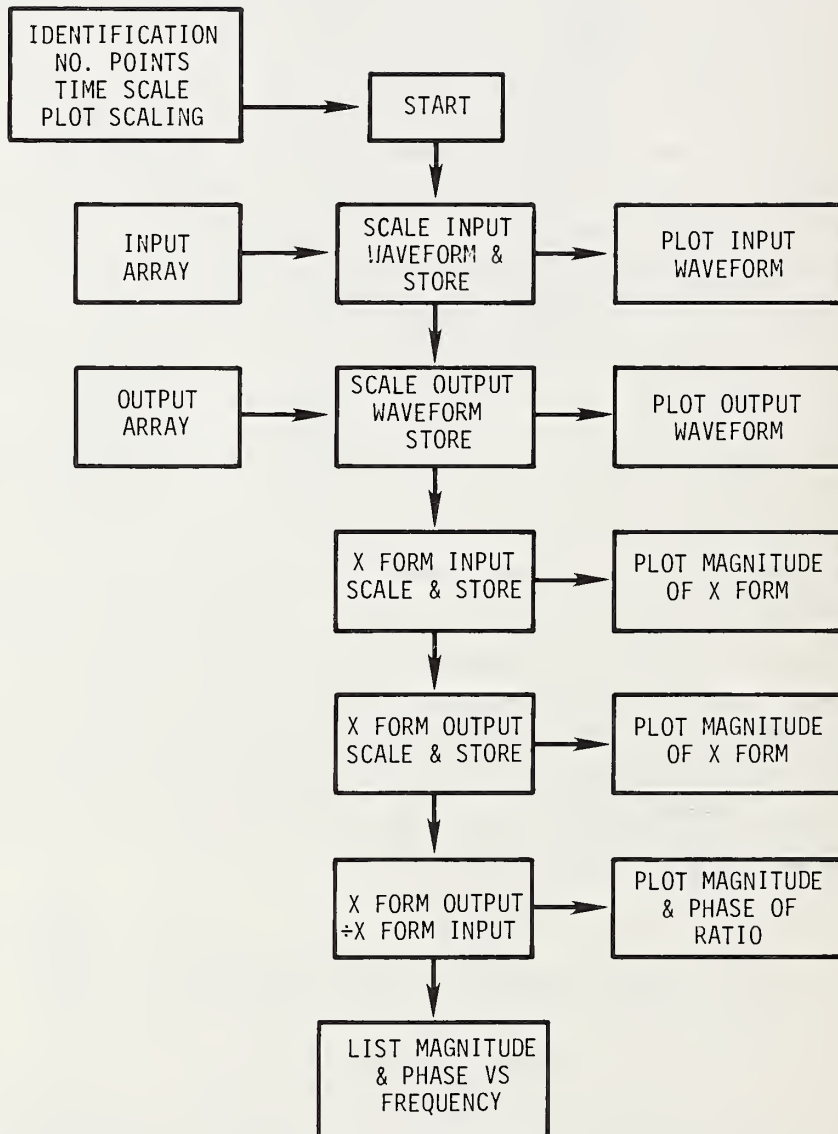 IDENTIFICATION
NO. POINTS
TIME SCALE
PLOT SCALING
START
INPUT
ARRAY
SCALE INPUT
WAVEFORM &
STORE
PLOT INPUT
WAVEFORM
OUTPUT
ARRAY
SCALE OUTPUT
WAVEFORM
STORE
PLOT OUTPUT
WAVEFORM
X FORM INPUT
SCALE & STORE
PLOT MAGNITUDE
OF X FORM
X FORM OUTPUT
SCALE & STORE
PLOT MAGNITUDE
OF X FORM
X FORM OUTPUT
÷X FORM INPUT
PLOT MAGNITUDE
& PHASE OF
RATIO
LIST MAGNITUDE
& PHASE VS
FREQUENCY